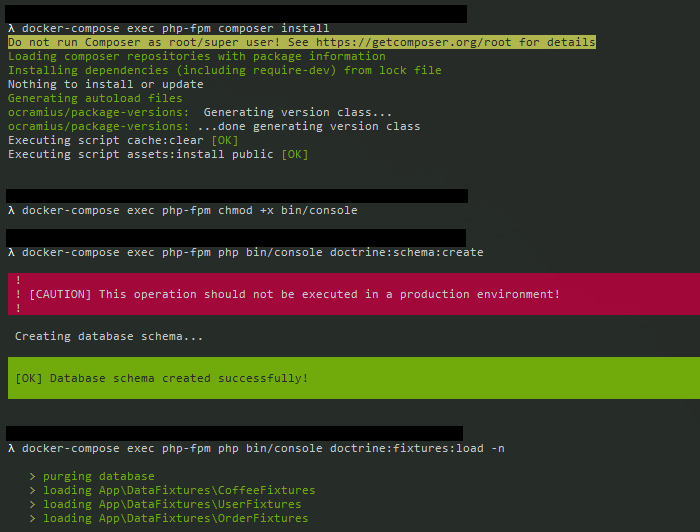 λ docker-compose exec php-fpm composer install
Do not run Composer as root/super user! See https://getcomposer.org/root for details
Loading composer repositories with package information
Installing dependencies (including require-dev) from lock file
Nothing to install or update
Generating autoload files
ocramius/package-versions:  Generating version class...
ocramius/package-versions: ...done generating version class
Executing script cache:clear [OK]
Executing script assets:install public [OK]
λ docker-compose exec php-fpm chmod +x bin/console
λ docker-compose exec php-fpm php bin/console doctrine:schema:create
!
! [CAUTION] This operation should not be executed in a production environment!
!
Creating database schema...
[OK] Database schema created successfully!
λ docker-compose exec php-fpm php bin/console doctrine:fixtures:load -n
> purging database
> loading App\DataFixtures\CoffeeFixtures
> loading App\DataFixtures\UserFixtures
> loading App\DataFixtures\OrderFixtures